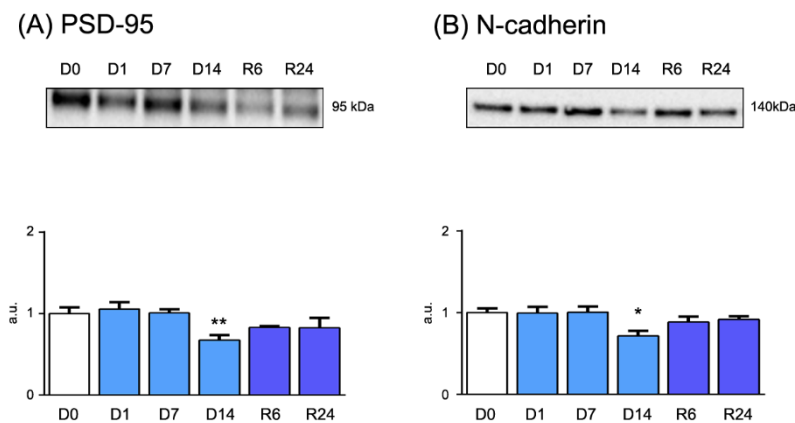 (A) PSD-95
D0 D1 D7 D14 R6 R24
95 kDa
2
1
0
a.u.
**
D0 D1 D7 D14 R6 R24
(B) N-cadherin
D0 D1 D7 D14 R6 R24
140kDa
2
1
0
a.u.
*
D0 D1 D7 D14 R6 R24